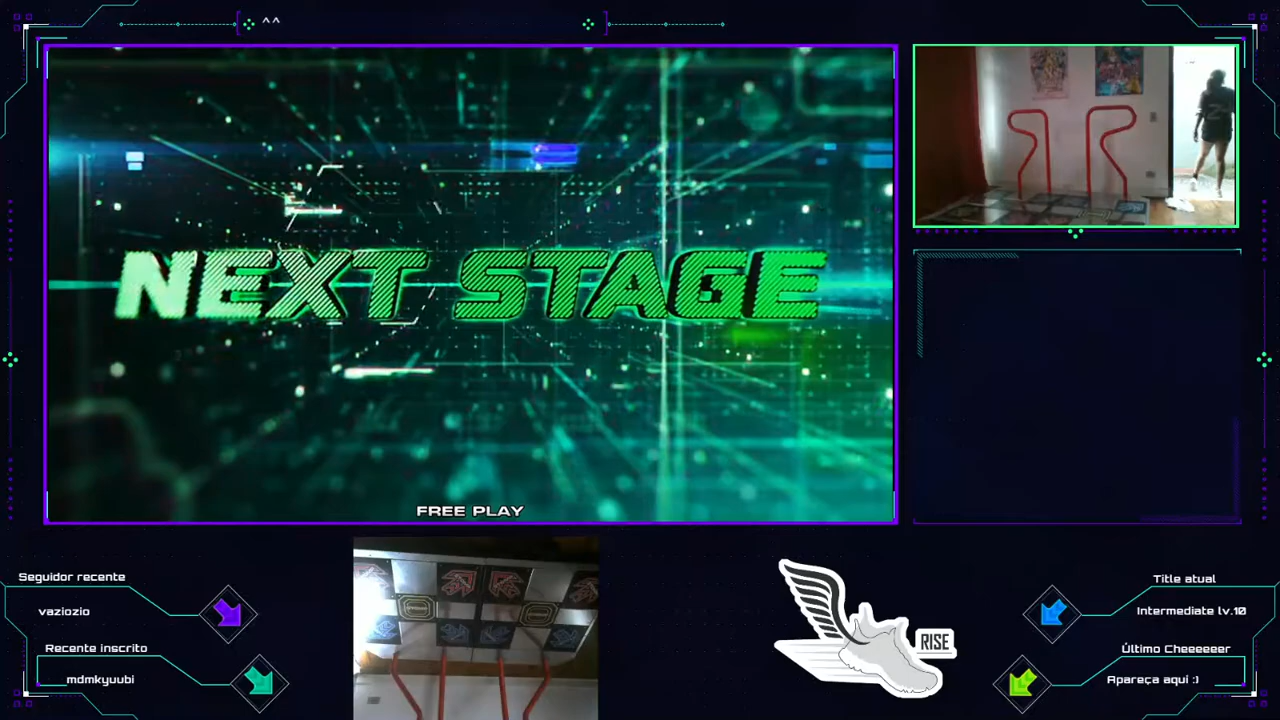 ^^
NEXT STAGE
FREE PLAY
Seguidor recente
vaziozio
Recente inscrito
mdmkyuubi
RISE
Title atual
Intermediate lv.10
Último Cheeeeeer
Apareça aqui :)